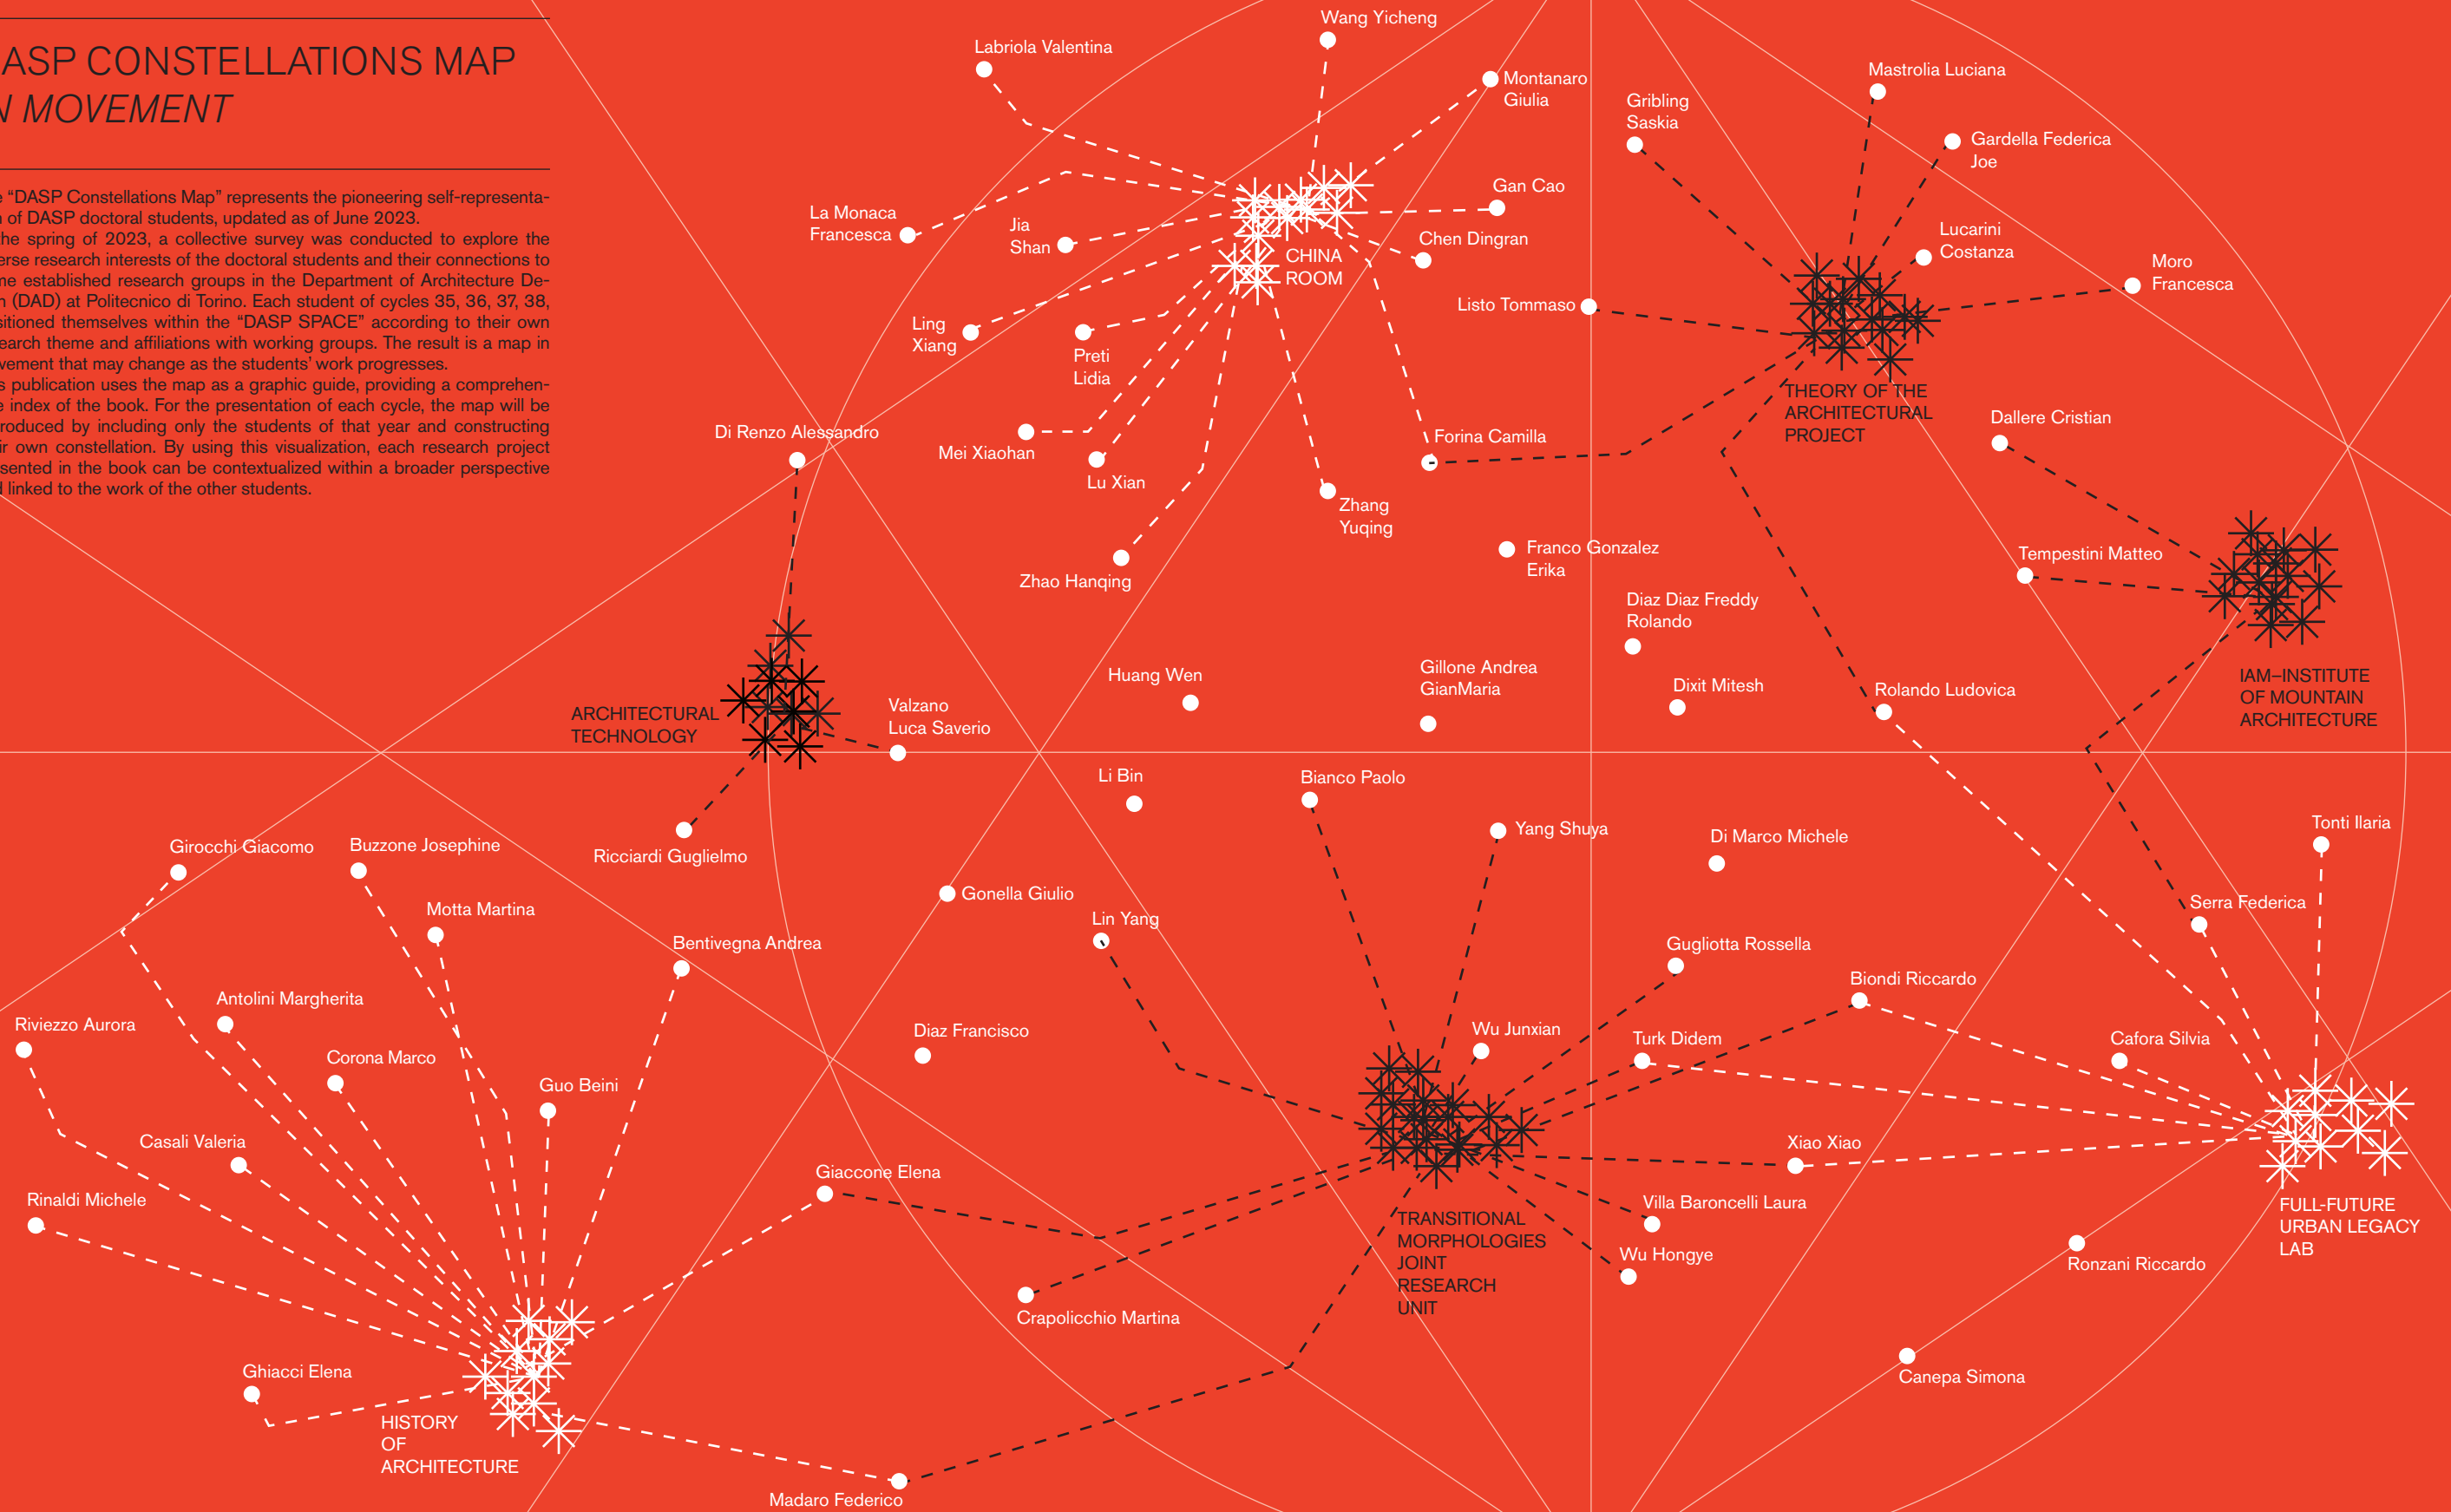 ASP CONSTELLATIONS MAP
N MOVEMENT
e “DASP Constellations Map” represents the pioneering self-representa-
n of DASP doctoral students, updated as of June 2023.
the spring of 2023, a collective survey was conducted to explore the
erse research interests of the doctoral students and their connections to
me established research groups in the Department of Architecture De-
n (DAD) at Politecnico di Torino. Each student of cycles 35, 36, 37, 38,
sitioned themselves within the “DASP SPACE” according to their own
earch theme and affiliations with working groups. The result is a map in
vement that may change as the students’ work progresses.
s publication uses the map as a graphic guide, providing a comprehen-
e index of the book. For the presentation of each cycle, the map will be
roduced by including only the students of that year and constructing
ir own constellation. By using this visualization, each research project
sented in the book can be contextualized within a broader perspective
d linked to the work of the other students.
Wang Yicheng
Labriola Valentina
Montanaro
Giulia
Mastrolia Luciana
Gribling
Saskia
Gardella Federica
Joe
Gan Cao
La Monaca
Francesca
Jia
Shan
Chen Dingran
CHINA
ROOM
Lucarini
Costanza
Moro
Francesca
Listo Tommaso
Ling
Xiang
Preti
Lidia
THEORY OF THE
ARCHITECTURAL
PROJECT
Dallere Cristian
Di Renzo Alessandro
Mei Xiaohan
Forina Camilla
Lu Xian
Zhang
Yuqing
Franco Gonzalez
Erika
Tempestini Matteo
Zhao Hanqing
Diaz Diaz Freddy
Rolando
Huang Wen
Gillone Andrea
GianMaria
Dixit Mitesh
Rolando Ludovica
IAM–INSTITUTE
OF MOUNTAIN
ARCHITECTURE
ARCHITECTURAL
TECHNOLOGY
Valzano
Luca Saverio
Li Bin
Bianco Paolo
Yang Shuya
Di Marco Michele
Tonti Ilaria
Girocchi Giacomo
Buzzone Josephine
Ricciardi Guglielmo
Gonella Giulio
Motta Martina
Lin Yang
Serra Federica
Bentivegna Andrea
Gugliotta Rossella
Biondi Riccardo
Antolini Margherita
Riviezzo Aurora
Diaz Francisco
Wu Junxian
Turk Didem
Cafora Silvia
Corona Marco
Guo Beini
Casali Valeria
Xiao Xiao
Giaccone Elena
Rinaldi Michele
Villa Baroncelli Laura
FULL-FUTURE
URBAN LEGACY
LAB
TRANSITIONAL
MORPHOLOGIES
JOINT
RESEARCH
UNIT
Wu Hongye
Ronzani Riccardo
Crapolicchio Martina
Ghiacci Elena
Canepa Simona
HISTORY
OF
ARCHITECTURE
Madaro Federico